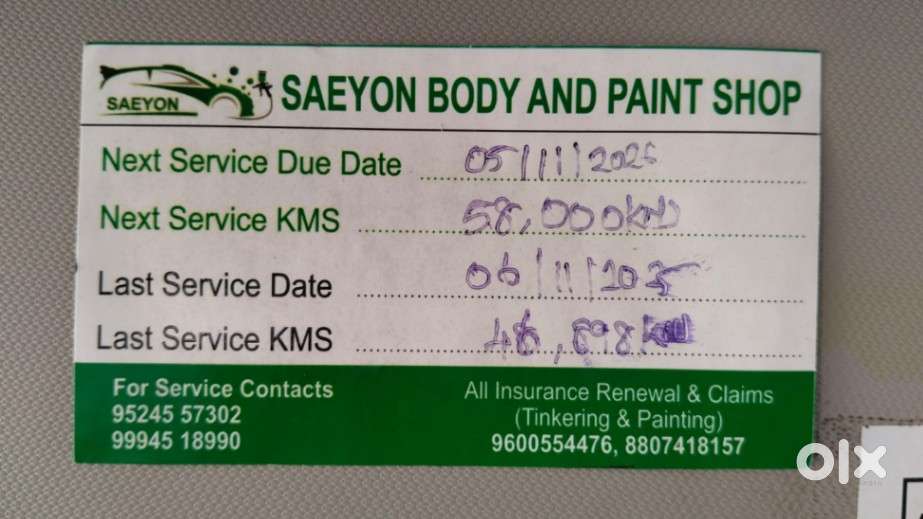 SAEYON SAEYON BODY AND PAINT SHOP
Next Service Due Date 05/11/2026
Next Service KMS 58,000km
Last Service Date 06/11/2025
Last Service KMS
For Service Contacts
95245 57302
99945 18990
All Insurance Renewal & Claims
(Tinkering & Painting)
9600554476, 8807418157
olx